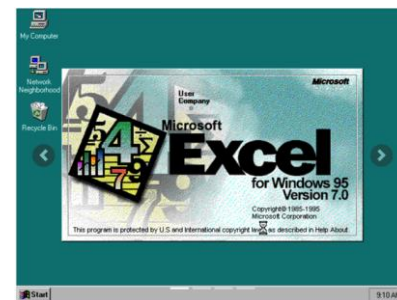 My Computer
Network
Neighborhood
Recycle Bin
Microsoft
User
Company
Microsoft
Excel
for Windows 95
Version 7.0
Copyright© 1985-1995
Microsoft Corporation
This program is protected by U.S and International copyright law as described in Help About
Start
9:10 AM